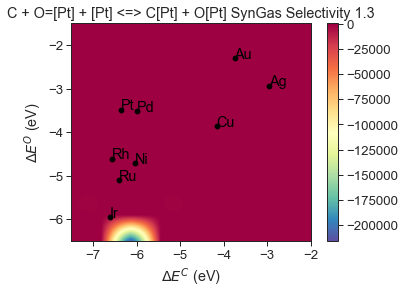 C + O=[Pt] + [Pt] <=> C[Pt] + O[Pt] SynGas Selectivity 1.3
ΔE^O (eV)
−2
−3
−4
−5
−6
Au
Ag
Pt
Pd
Cu
Rh
Ni
Ru
Ir
−7
−6
−5
−4
−3
−2
ΔE^C (eV)
0
−25000
−50000
−75000
−100000
−125000
−150000
−175000
−200000